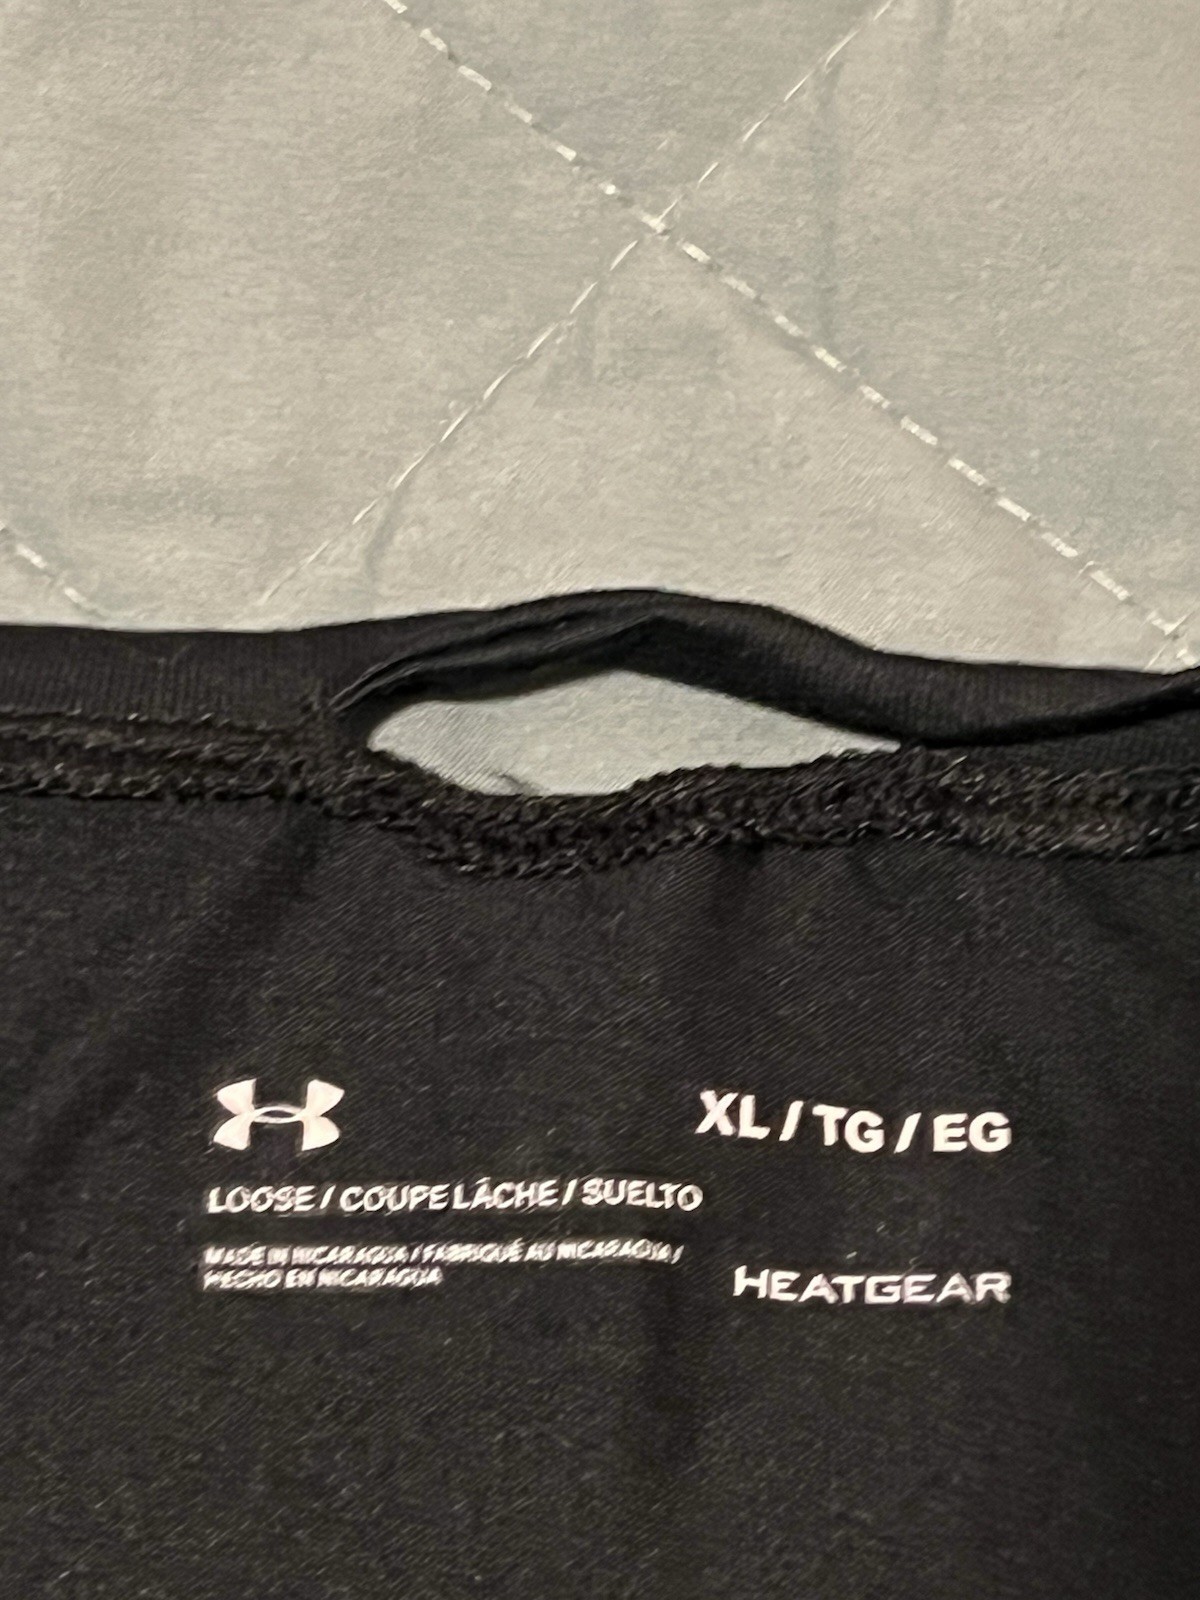 XL / TG / EG
LOOSE / COUPE LÂCHE / SUELTO
MADE IN NICARAGUA / FABRIQUÉ AU NICARAGUA /
HECHO EN NICARAGUA
HEATGEAR